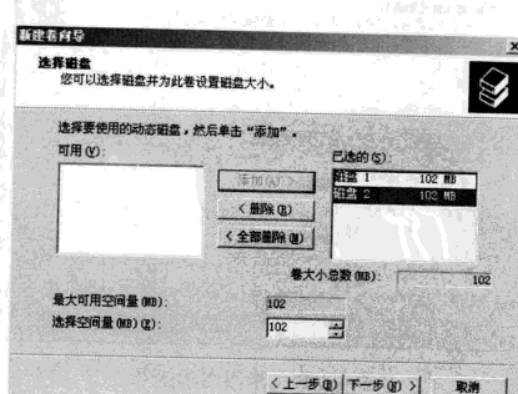 新建卷向导
选择磁盘
您可以选择磁盘并为此卷设置磁盘大小。
选择要使用的动态磁盘，然后单击“添加”。
可用(V):
已选的(S):
添加(A) >
磁盘 1 102 MB
磁盘 2 102 MB
< 删除(R)
< 全部删除(M)
卷大小总数(MB): 102
最大可用空间量(MB): 102
选择空间量(MB)(E): 102
< 上一步(B) 下一步(N) > 取消